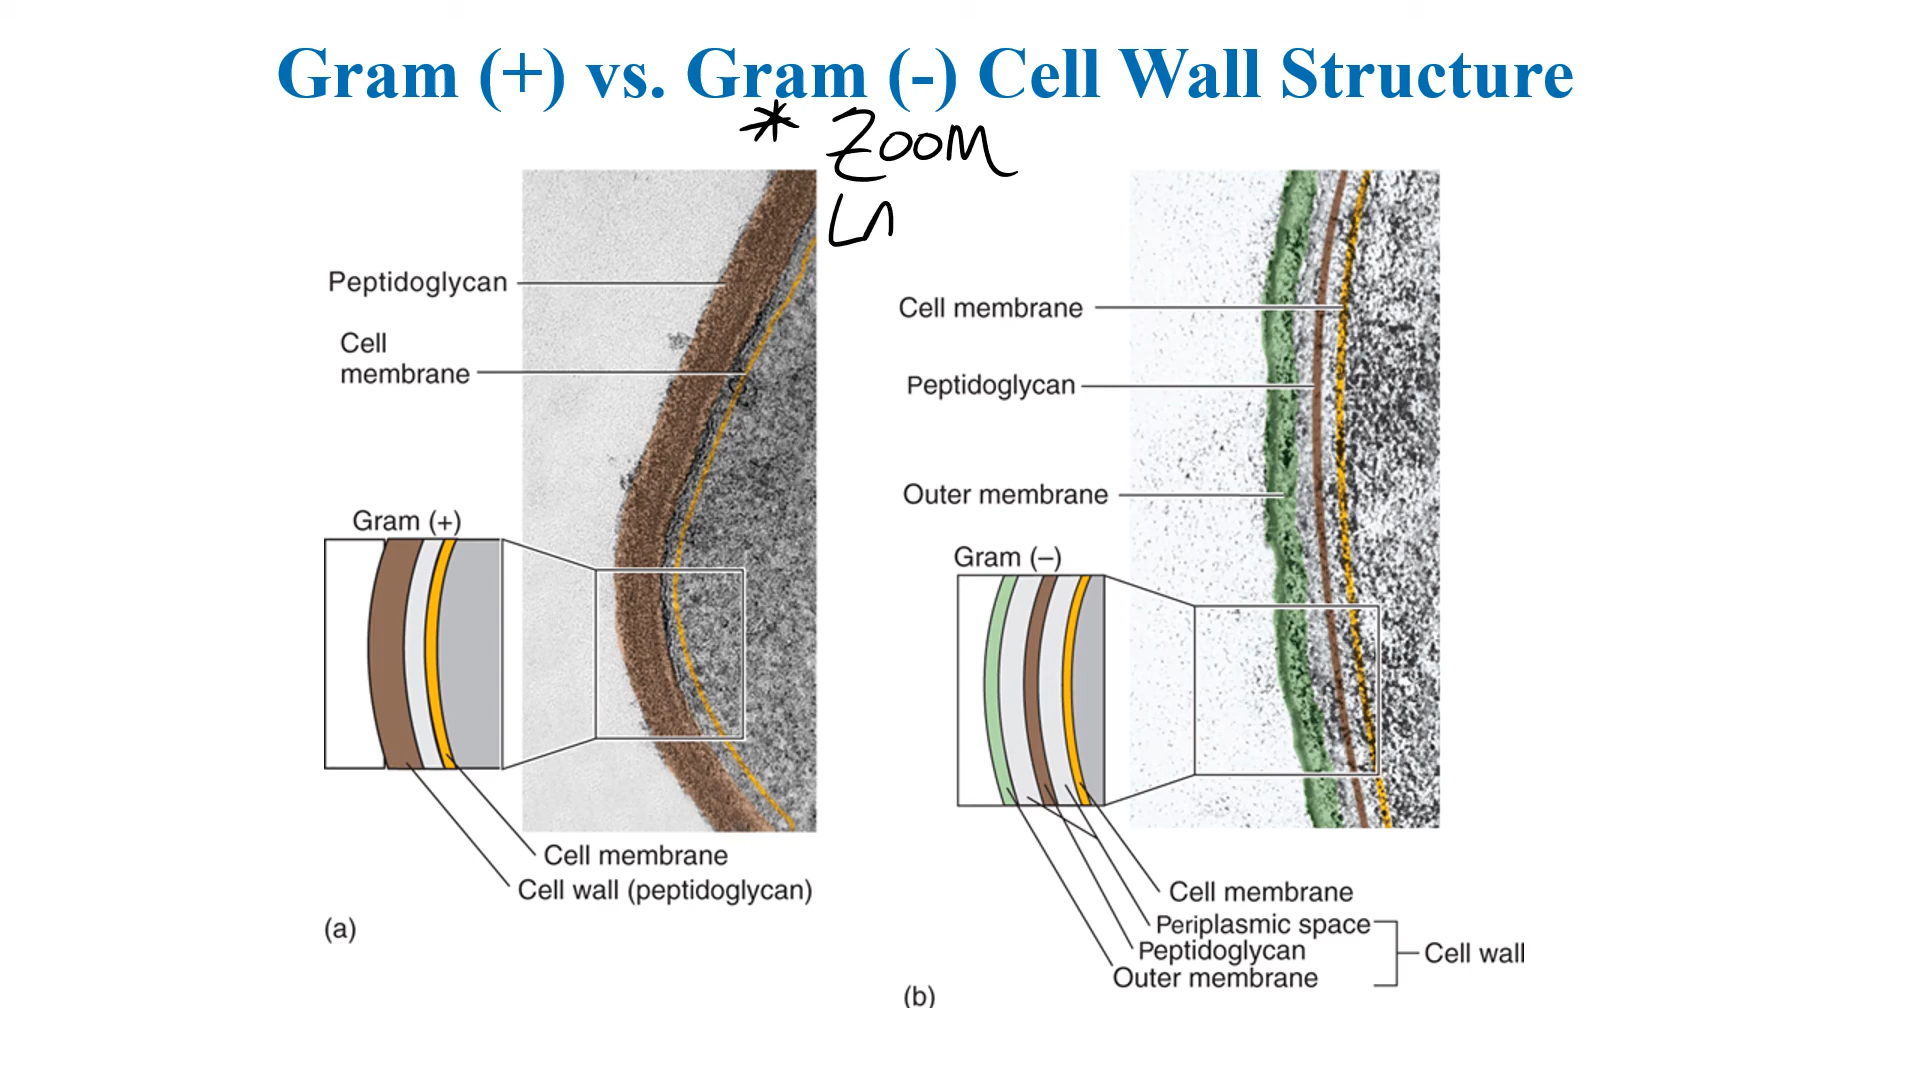 Gram (+) vs. Gram (-) Cell Wall Structure
* Zoom
Peptidoglycan
Cell
membrane
Gram (+)
Cell membrane
Cell wall (peptidoglycan)
(a)
Cell membrane
Peptidoglycan
Outer membrane
Gram (–)
Cell membrane
Periplasmic space
Peptidoglycan
Outer membrane
Cell wall
(b)